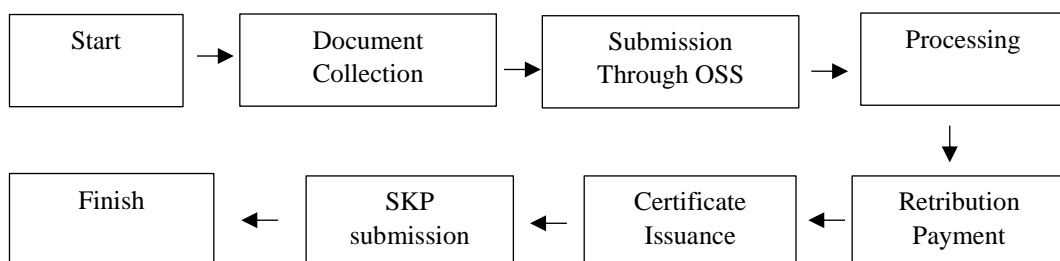 Start
Document
Collection
Submission
Through OSS
Processing
Finish
SKP
submission
Certificate
Issuance
Retribution
Payment